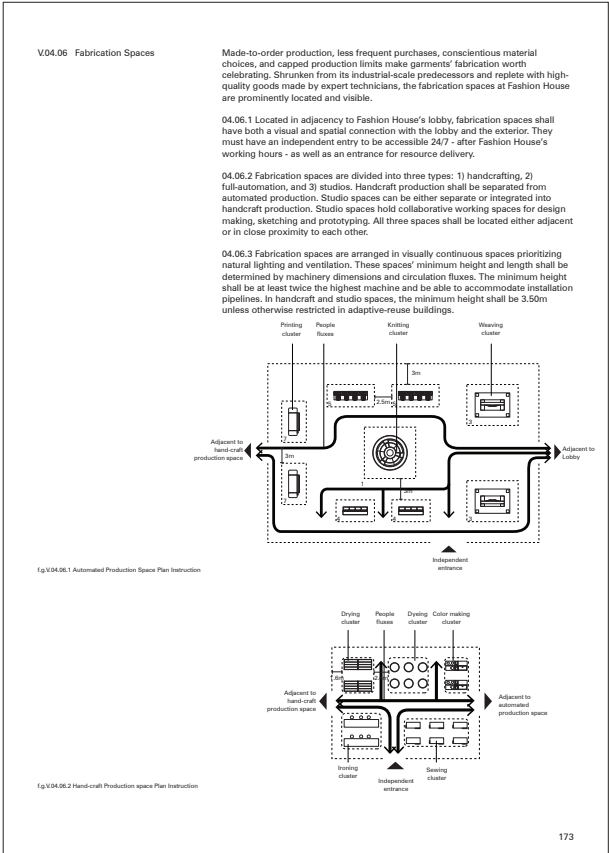 V.04.06 Fabrication Spaces
Made-to-order production, less frequent purchases, conscientious material
choices, and capped production limits make garments' fabrication worth
celebrating. Shrunken from its industrial-scale predecessors and replete with high-
quality goods made by expert technicians, the fabrication spaces at Fashion House
are prominently located and visible.
04.06.1 Located in adjacency to Fashion House's lobby, fabrication spaces shall
have both a visual and spatial connection with the lobby and the exterior. They
must have an independent entry to be accessible 24/7 - after Fashion House's
working hours - as well as an entrance for resource delivery.
04.06.2 Fabrication spaces are divided into three types: 1) handcrafting, 2)
full-automation, and 3) studios. Handcraft production shall be separated from
automated production. Studio spaces can be either separate or integrated into
handcraft production. Studio spaces hold collaborative working spaces for design
making, sketching and prototyping. All three spaces shall be located either adjacent
or in close proximity to each other.
04.06.3 Fabrication spaces are arranged in visually continuous spaces prioritizing
natural lighting and ventilation. These spaces' minimum height and length shall be
determined by machinery dimensions and circulation fluxes. The minimum height
shall be at least twice the highest machine and be able to accommodate installation
pipelines. In handcraft and studio spaces, the minimum height shall be 3.50m
unless otherwise restricted in adaptive-reuse buildings.
Printing
cluster
People
fluxes
Knitting
cluster
Weaving
cluster
3m
2.5m
3
7
Adjacent to
hand-craft
production space
3m
Adjacent to
Lobby
1
3m
7
3
Independent
entrance
f.g.V.04.06.1 Automated Production Space Plan Instruction
Drying
cluster
People
fluxes
Dyeing
cluster
Color making
cluster
Adjacent to
hand-craft
production space
Adjacent to
automated
production space
Ironing
cluster
Independent
entrance
Sewing
cluster
f.g.V.04.06.2 Hand-craft Production space Plan Instruction
173